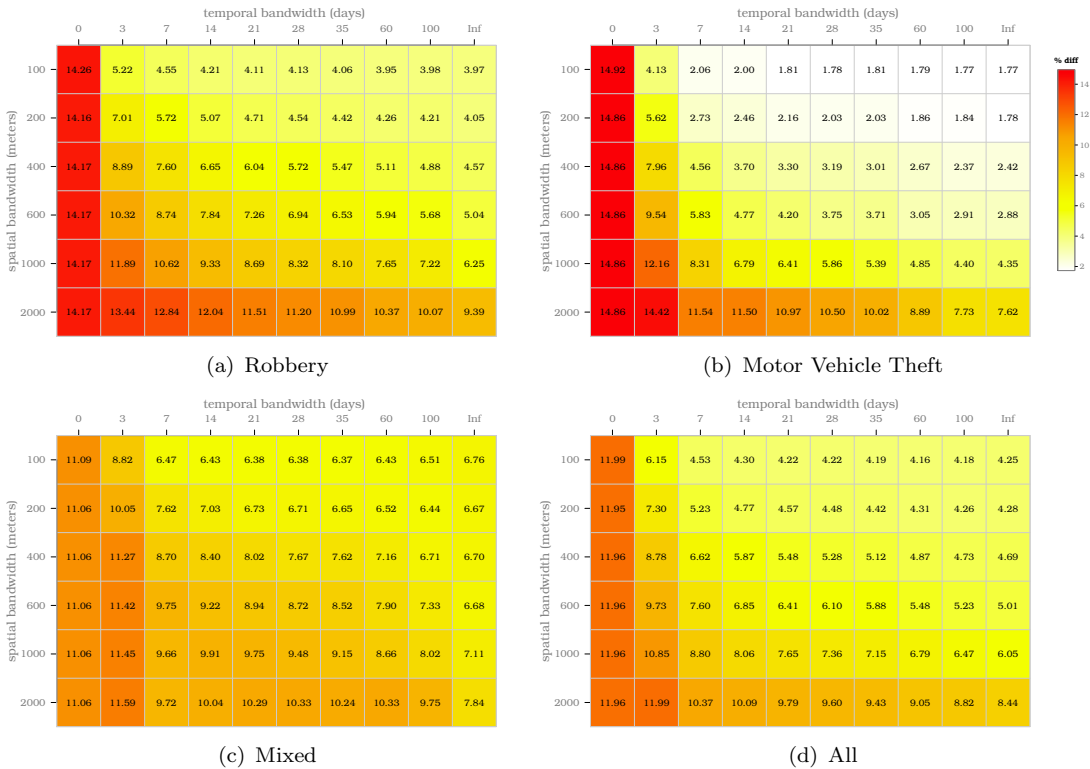 temporal bandwidth (days)
0 3 7 14 21 28 35 60 100 Inf
spatial bandwidth (meters)
100 14.26 5.22 4.55 4.21 4.11 4.13 4.06 3.95 3.98 3.97
200 14.16 7.01 5.72 5.07 4.71 4.54 4.42 4.26 4.21 4.05
400 14.17 8.89 7.60 6.65 6.04 5.72 5.47 5.11 4.88 4.57
600 14.17 10.32 8.74 7.84 7.26 6.94 6.53 5.94 5.68 5.04
1000 14.17 11.89 10.62 9.33 8.69 8.32 8.10 7.65 7.22 6.25
2000 14.17 13.44 12.84 12.04 11.51 11.20 10.99 10.37 10.07 9.39
(a) Robbery
temporal bandwidth (days)
0 3 7 14 21 28 35 60 100 Inf
spatial bandwidth (meters)
100 14.92 4.13 2.06 2.00 1.81 1.78 1.81 1.79 1.77 1.77
200 14.86 5.62 2.73 2.46 2.16 2.03 2.03 1.86 1.84 1.78
400 14.86 7.96 4.56 3.70 3.30 3.19 3.01 2.67 2.37 2.42
600 14.86 9.54 5.83 4.77 4.20 3.75 3.71 3.05 2.91 2.88
1000 14.86 12.16 8.31 6.79 6.41 5.86 5.39 4.85 4.40 4.35
2000 14.86 14.42 11.54 11.50 10.97 10.50 10.02 8.89 7.73 7.62
(b) Motor Vehicle Theft
% diff
14
12
10
8
6
4
2
temporal bandwidth (days)
0 3 7 14 21 28 35 60 100 Inf
spatial bandwidth (meters)
100 11.09 8.82 6.47 6.43 6.38 6.38 6.37 6.43 6.51 6.76
200 11.06 10.05 7.62 7.03 6.73 6.71 6.65 6.52 6.44 6.67
400 11.06 11.27 8.70 8.40 8.02 7.67 7.62 7.16 6.71 6.70
600 11.06 11.42 9.75 9.22 8.94 8.72 8.52 7.90 7.33 6.68
1000 11.06 11.45 9.66 9.91 9.75 9.48 9.15 8.66 8.02 7.11
2000 11.06 11.59 9.72 10.04 10.29 10.33 10.24 10.33 9.75 7.84
(c) Mixed
temporal bandwidth (days)
0 3 7 14 21 28 35 60 100 Inf
spatial bandwidth (meters)
100 11.99 6.15 4.53 4.30 4.22 4.22 4.19 4.16 4.18 4.25
200 11.95 7.30 5.23 4.77 4.57 4.48 4.42 4.31 4.26 4.28
400 11.96 8.78 6.62 5.87 5.48 5.28 5.12 4.87 4.73 4.69
600 11.96 9.73 7.60 6.85 6.41 6.10 5.88 5.48 5.23 5.01
1000 11.96 10.85 8.80 8.06 7.65 7.36 7.15 6.79 6.47 6.05
2000 11.96 11.99 10.37 10.09 9.79 9.60 9.43 9.05 8.82 8.44
(d) All